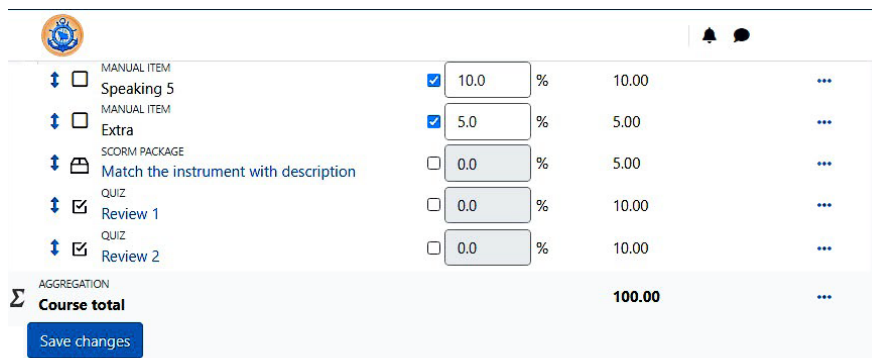 MANUAL ITEM
Speaking 5 10.0 % 10.00
MANUAL ITEM
Extra 5.0 % 5.00
SCORM PACKAGE
Match the instrument with description 0.0 % 5.00
QUIZ
Review 1 0.0 % 10.00
QUIZ
Review 2 0.0 % 10.00
AGGREGATION
Σ Course total 100.00
Save changes